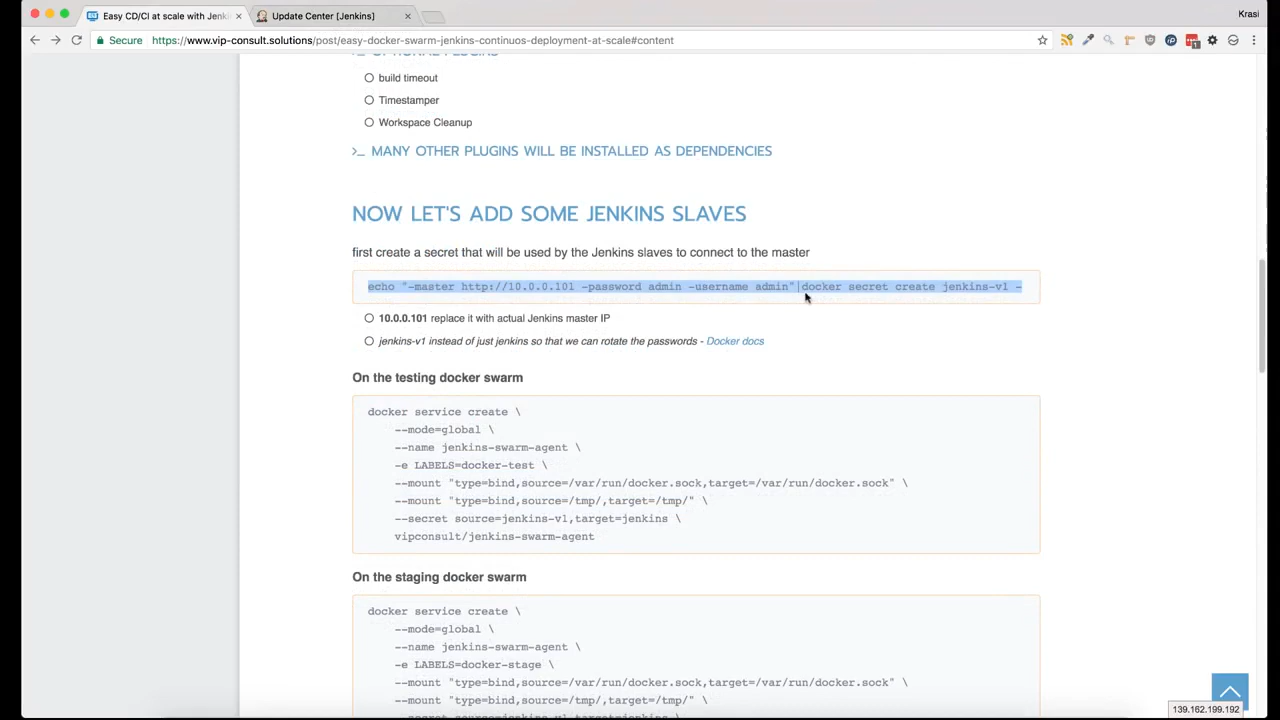 Easy CD/CI at scale with Jenki
Update Center [Jenkins]
Krasi
Secure https://www.vip-consult.solutions/post/easy-docker-swarm-jenkins-continuos-deployment-at-scale#content
>_ OPTIONAL PLUGINS
build timeout
Timestamper
Workspace Cleanup
>_ MANY OTHER PLUGINS WILL BE INSTALLED AS DEPENDENCIES
NOW LET'S ADD SOME JENKINS SLAVES
first create a secret that will be used by the Jenkins slaves to connect to the master
echo "-master http://10.0.0.101 -password admin -username admin"|docker secret create jenkins-v1 -
10.0.0.101 replace it with actual Jenkins master IP
jenkins-v1 instead of just jenkins so that we can rotate the passwords - Docker docs
On the testing docker swarm
docker service create \
--mode=global \
--name jenkins-swarm-agent \
-e LABELS=docker-test \
--mount "type=bind,source=/var/run/docker.sock,target=/var/run/docker.sock" \
--mount "type=bind,source=/tmp/,target=/tmp/" \
--secret source=jenkins-v1,target=jenkins \
vipconsult/jenkins-swarm-agent
On the staging docker swarm
docker service create \
--mode=global \
--name jenkins-swarm-agent \
-e LABELS=docker-stage \
--mount "type=bind,source=/var/run/docker.sock,target=/var/run/docker.sock" \
--mount "type=bind,source=/tmp/,target=/tmp/" \
--secret source=jenkins-v1,target=jenkins \
139.162.199.192